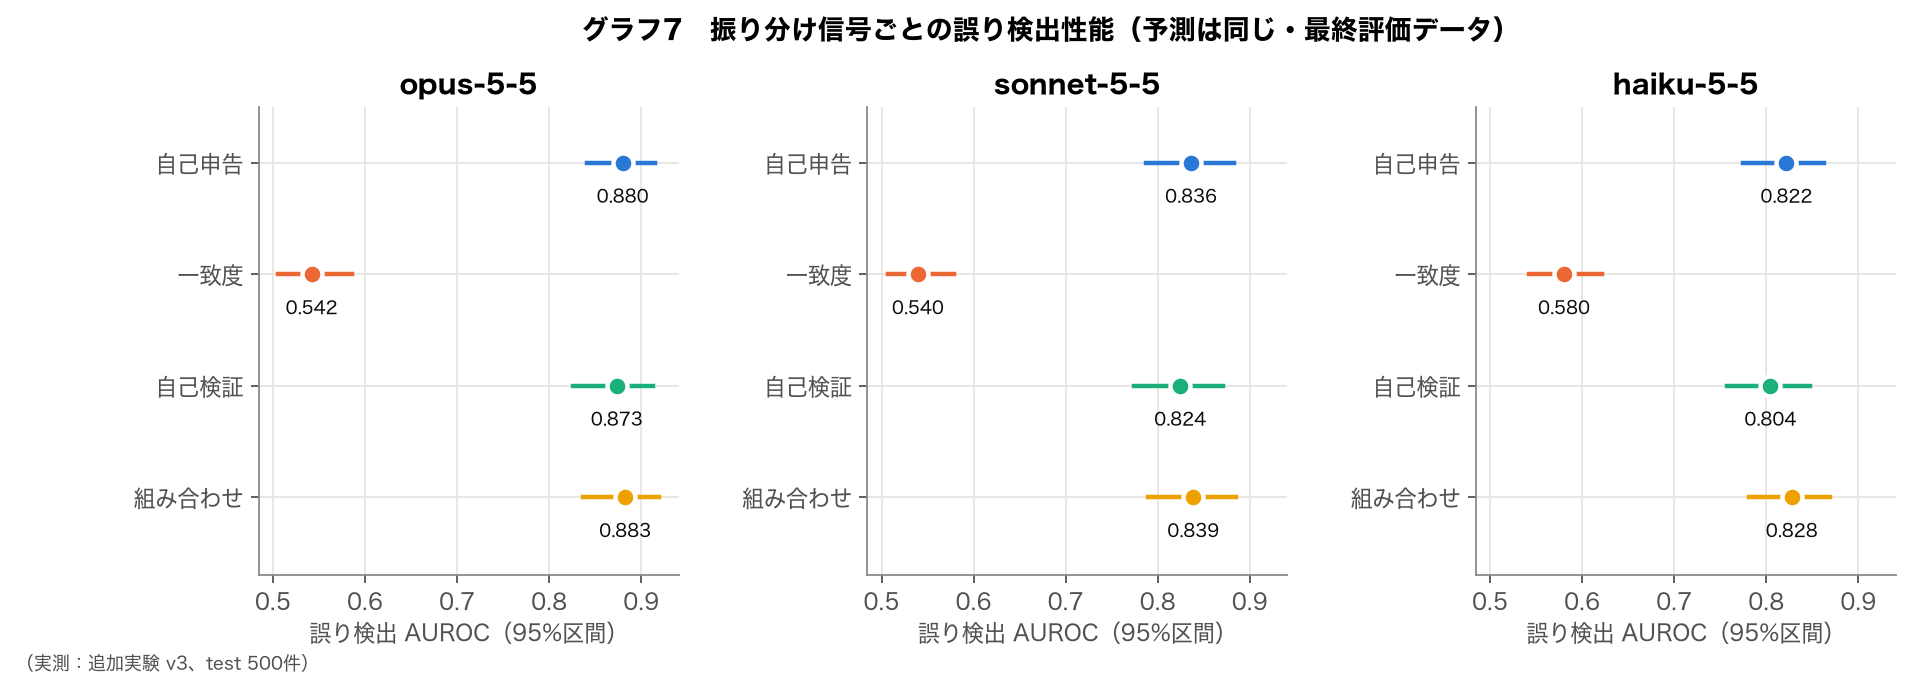 グラフ7　振り分け信号ごとの誤り検出性能（予測は同じ・最終評価データ）
opus-5-5
自己申告
0.880
一致度
0.542
自己検証
0.873
組み合わせ
0.883
0.5 0.6 0.7 0.8 0.9
誤り検出 AUROC（95%区間）
sonnet-5-5
自己申告
0.836
一致度
0.540
自己検証
0.824
組み合わせ
0.839
0.5 0.6 0.7 0.8 0.9
誤り検出 AUROC（95%区間）
haiku-5-5
自己申告
0.822
一致度
0.580
自己検証
0.804
組み合わせ
0.828
0.5 0.6 0.7 0.8 0.9
誤り検出 AUROC（95%区間）
（実測：追加実験 v3、test 500件）